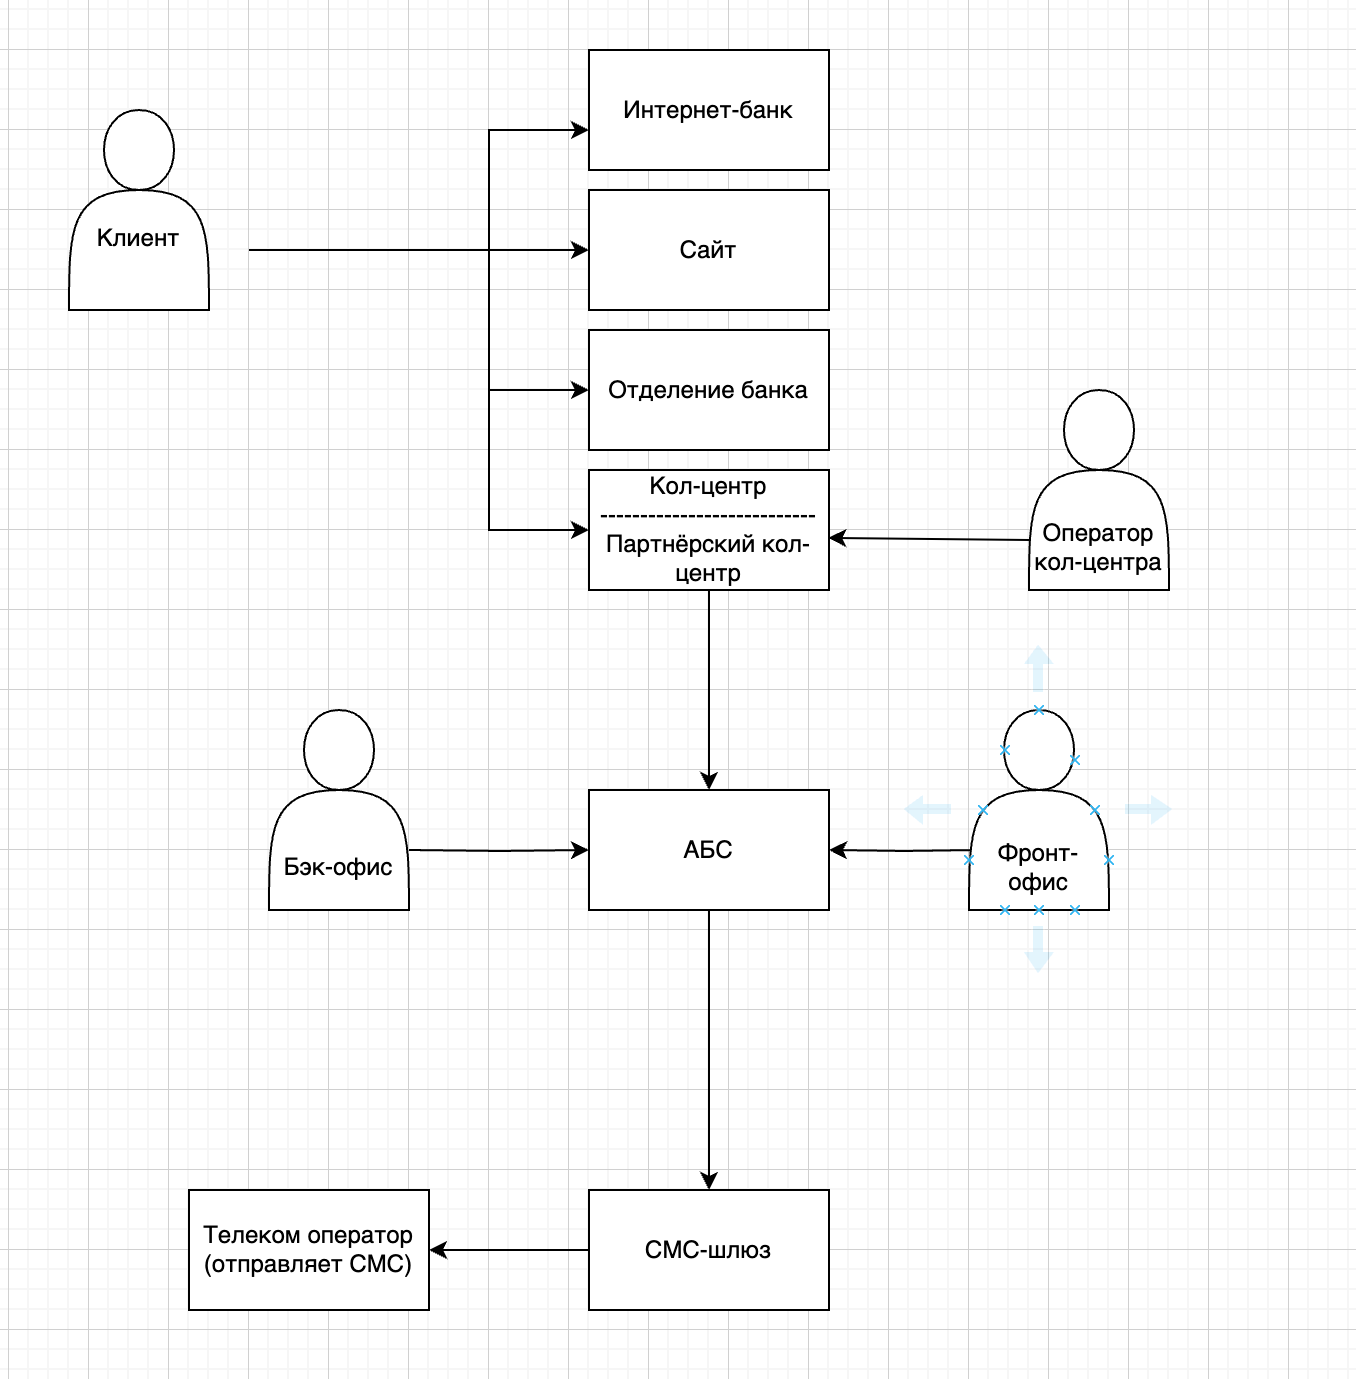 Интернет-банк
Клиент
Сайт
Отделение банка
Кол-центр
Партнёрский кол-
центр
Оператор
кол-центра
Бэк-офис
АБС
Фронт-
офис
Телеком оператор
(отправляет СМС)
СМС-шлюз